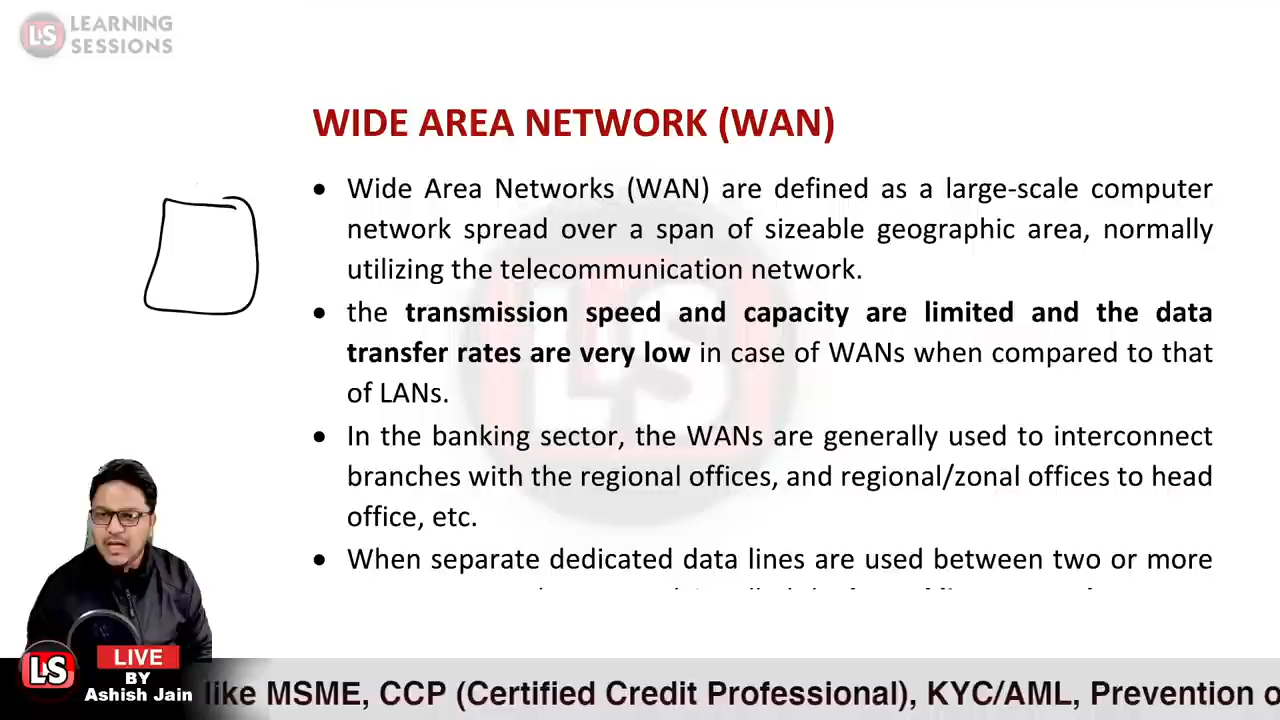 LS LEARNING
SESSIONS
WIDE AREA NETWORK (WAN)
• Wide Area Networks (WAN) are defined as a large-scale computer
network spread over a span of sizeable geographic area, normally
utilizing the telecommunication network.
• the transmission speed and capacity are limited and the data
transfer rates are very low in case of WANs when compared to that
of LANs.
• In the banking sector, the WANs are generally used to interconnect
branches with the regional offices, and regional/zonal offices to head
office, etc.
• When separate dedicated data lines are used between two or more
LS
LIVE
BY
Ashish Jain
like MSME, CCP (Certified Credit Professional), KYC/AML, Prevention o